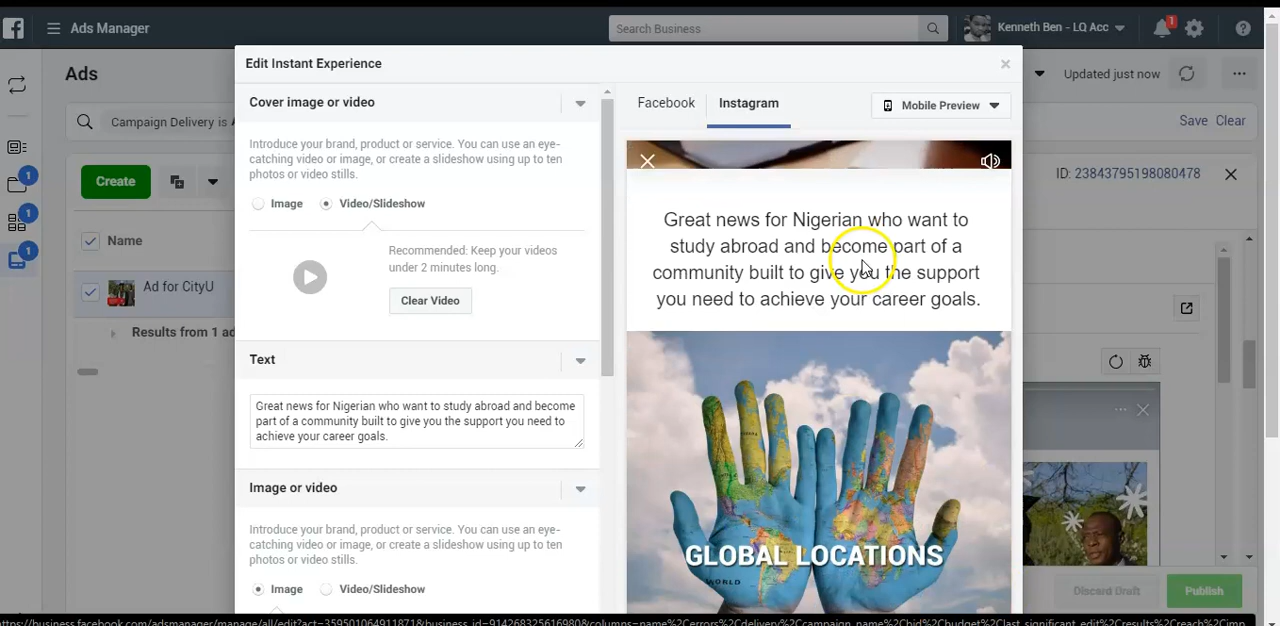 Ads Manager
Search Business
Kenneth Ben - LQ Acc
1
Ads
Edit Instant Experience
Updated just now
Campaign Delivery is A
Save Clear
Cover image or video
Facebook
Instagram
Mobile Preview
Introduce your brand, product or service. You can use an eye-
catching video or image, or create a slideshow using up to ten
photos or video stills.
Create
ID: 23843795198080478
1
Image
Video/Slideshow
1
Great news for Nigerian who want to
study abroad and become part of a
community built to give you the support
you need to achieve your career goals.
Name
Recommended: Keep your videos
under 2 minutes long.
1
Ad for CityU
Clear Video
Results from 1 ad
Text
Great news for Nigerian who want to study abroad and become
part of a community built to give you the support you need to
achieve your career goals.
Image or video
Introduce your brand, product or service. You can use an eye-
catching video or image, or create a slideshow using up to ten
photos or video stills.
GLOBAL LOCATIONS
WORLD
Image
Video/Slideshow
Discard Draft
Publish